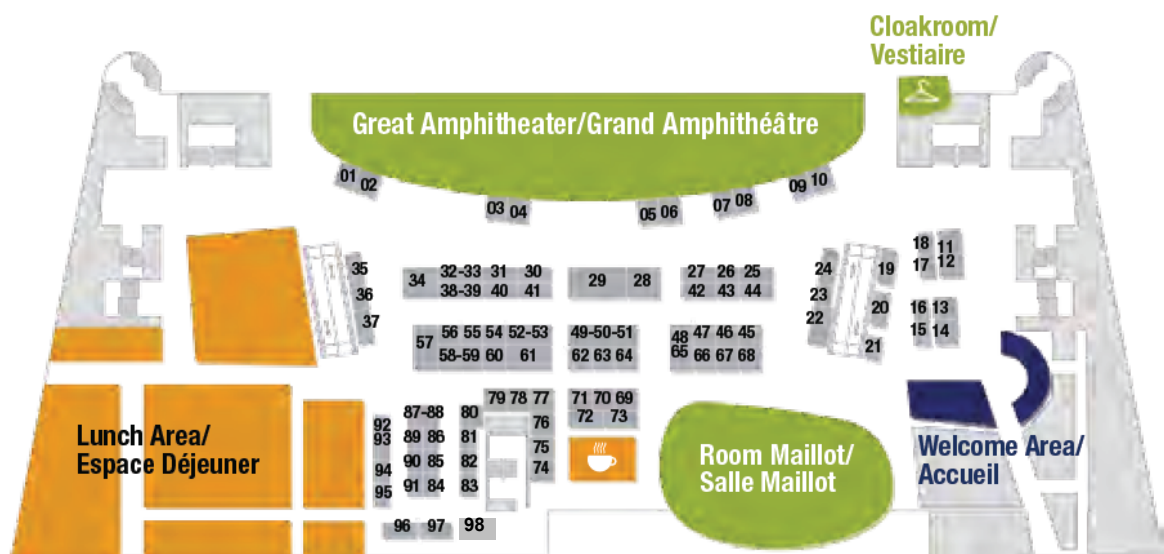 Cloakroom/
Vestiaire
Great Amphitheater/Grand Amphithéâtre
01 02
03 04
05 06
07 08
09 10
35
36
37
34
32-33 31 30
38-39 40 41
29 28
27 26 25
42 43 44
24
23
22
19
20
21
18 11
17 12
16 13
15 14
57
56 55 54 52-53
58-59 60 61
49-50-51
62 63 64
48 47 46 45
65 66 67 68
79 78 77
76
75
74
71 70 69
72 73
92
93
94
95
87-88
89 86
90 85
91 84
80
81
82
83
96 97 98
Lunch Area/
Espace Déjeuner
Room Maillot/
Salle Maillot
Welcome Area/
Accueil